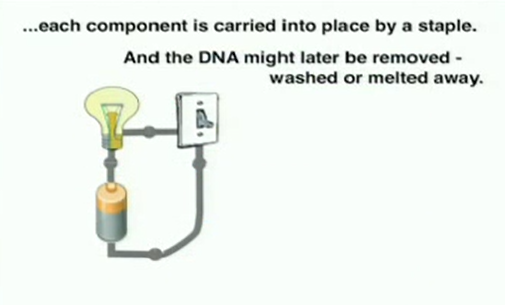 ...each component is carried into place by a staple.
And the DNA might later be removed -
washed or melted away.